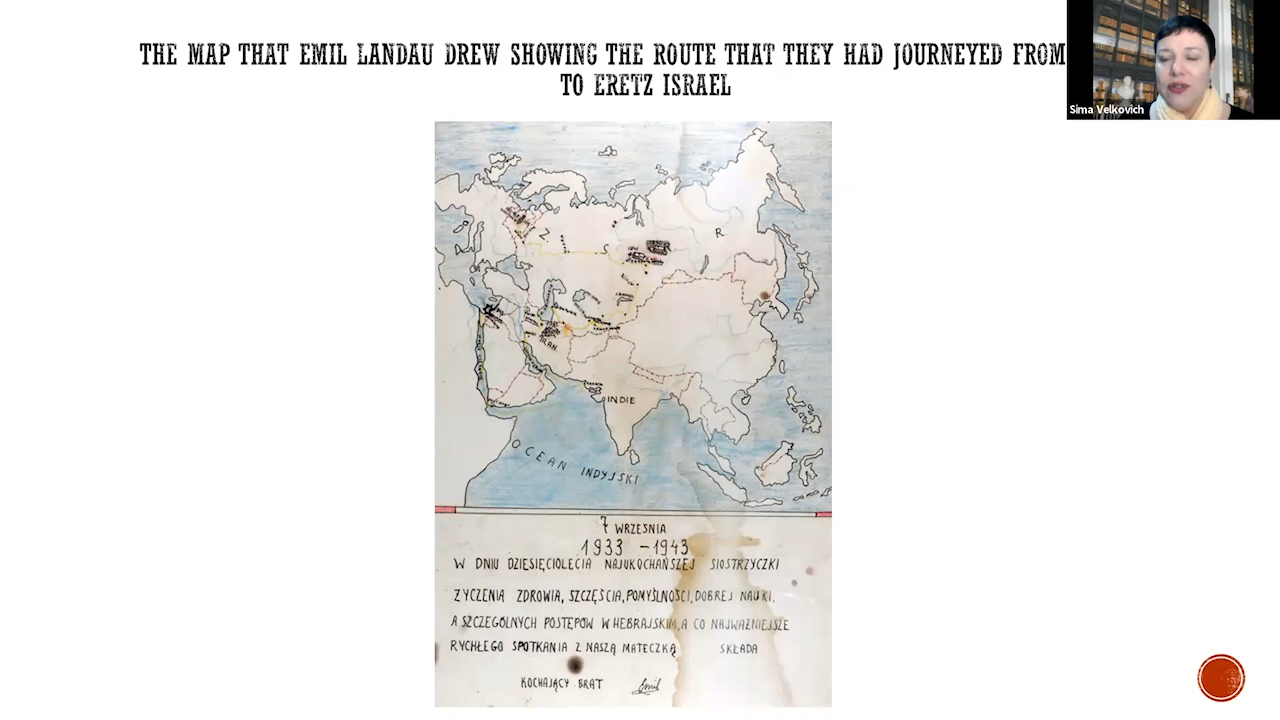 THE MAP THAT EMIL LANDAU DREW SHOWING THE ROUTE THAT THEY HAD JOURNEYED FROM
TO ERETZ ISRAEL
Sima Velkovich
Z S R
IRAN
INDIE
OCEAN INDYJSKI
7 WRZESNIA
1933 – 1943
W DNIU DZIESIĘCIOLECIA NAJUKOCHAŃSZEJ SIOSTRZYCZKI
ZYCZENIA ZDROWIA, SZCZĘŚCIA, POMYŚLNOŚCI, DOBREJ NAUKI,
A SZCZEGÓLNYCH POSTĘPÓW W HEBRAJSKIM, A CO NAJWAŻNIEJSZE
RYCHŁEGO SPOTKANIA Z NASZĄ MATECZKĄ SKŁADA
KOCHAJĄCY BRAT Emil